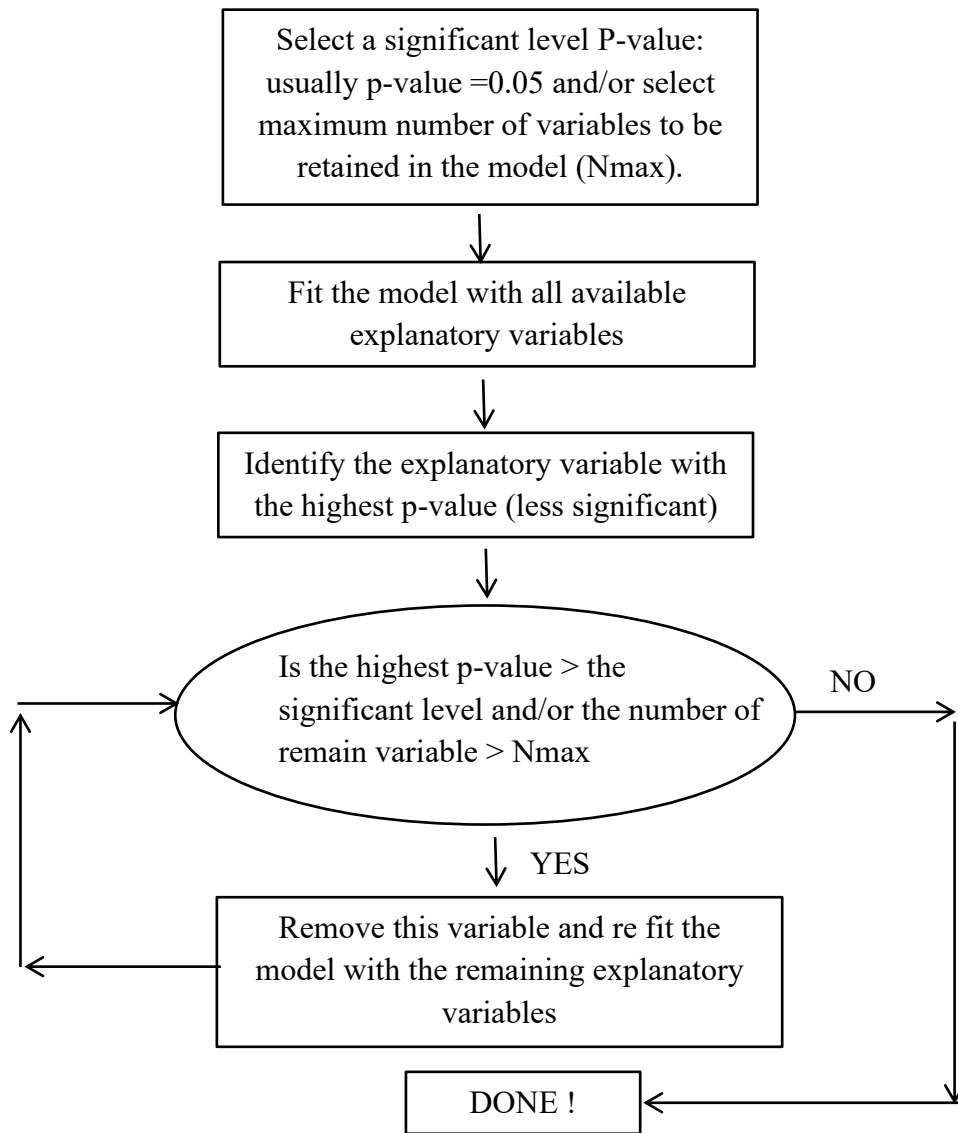 Select a significant level P-value:
usually p-value =0.05 and/or select
maximum number of variables to be
retained in the model (Nmax).
Fit the model with all available
explanatory variables
Identify the explanatory variable with
the highest p-value (less significant)
Is the highest p-value > the
significant level and/or the number of
remain variable > Nmax
NO
YES
Remove this variable and re fit the
model with the remaining explanatory
variables
DONE !